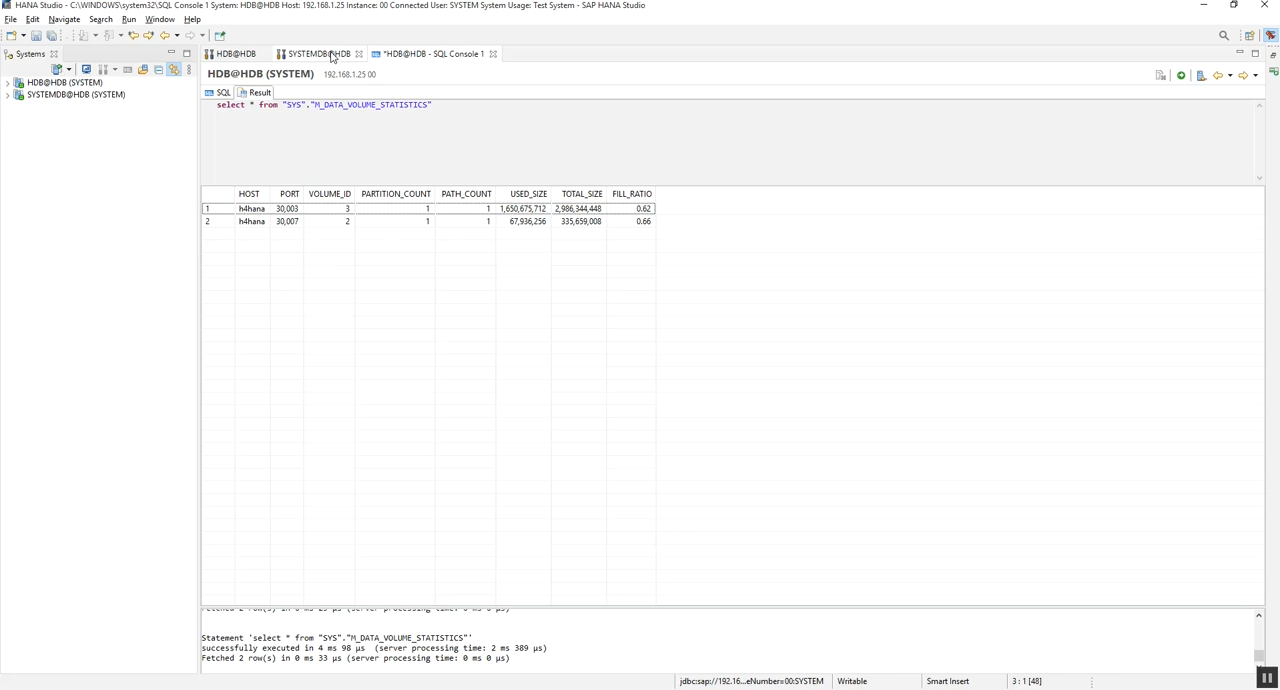 HANA Studio - C:\WINDOWS\system32\SQL Console 1 System: HDB@HDB Host: 192.168.1.25 Instance: 00 Connected User: SYSTEM System Usage: Test System - SAP HANA Studio
File Edit Navigate Search Run Window Help
Systems
HDB@HDB (SYSTEM)
SYSTEMDB@HDB (SYSTEM)
HDB@HDB SYSTEMDB@HDB *HDB@HDB - SQL Console 1
HDB@HDB (SYSTEM) 192.168.1.25 00
SQL Result
select * from "SYS"."M_DATA_VOLUME_STATISTICS"
HOST PORT VOLUME_ID PARTITION_COUNT PATH_COUNT USED_SIZE TOTAL_SIZE FILL_RATIO
1 h4hana 30,003 3 1 1 1,650,675,712 2,986,344,448 0.62
2 h4hana 30,007 2 1 1 67,936,256 335,659,008 0.66
Statement 'select * from "SYS"."M_DATA_VOLUME_STATISTICS"'
successfully executed in 4 ms 98 µs (server processing time: 2 ms 389 µs)
Fetched 2 row(s) in 0 ms 33 µs (server processing time: 0 ms 0 µs)
jdbc:sap://192.16...eNumber=00:SYSTEM Writable Smart Insert 3 : 1 [48]